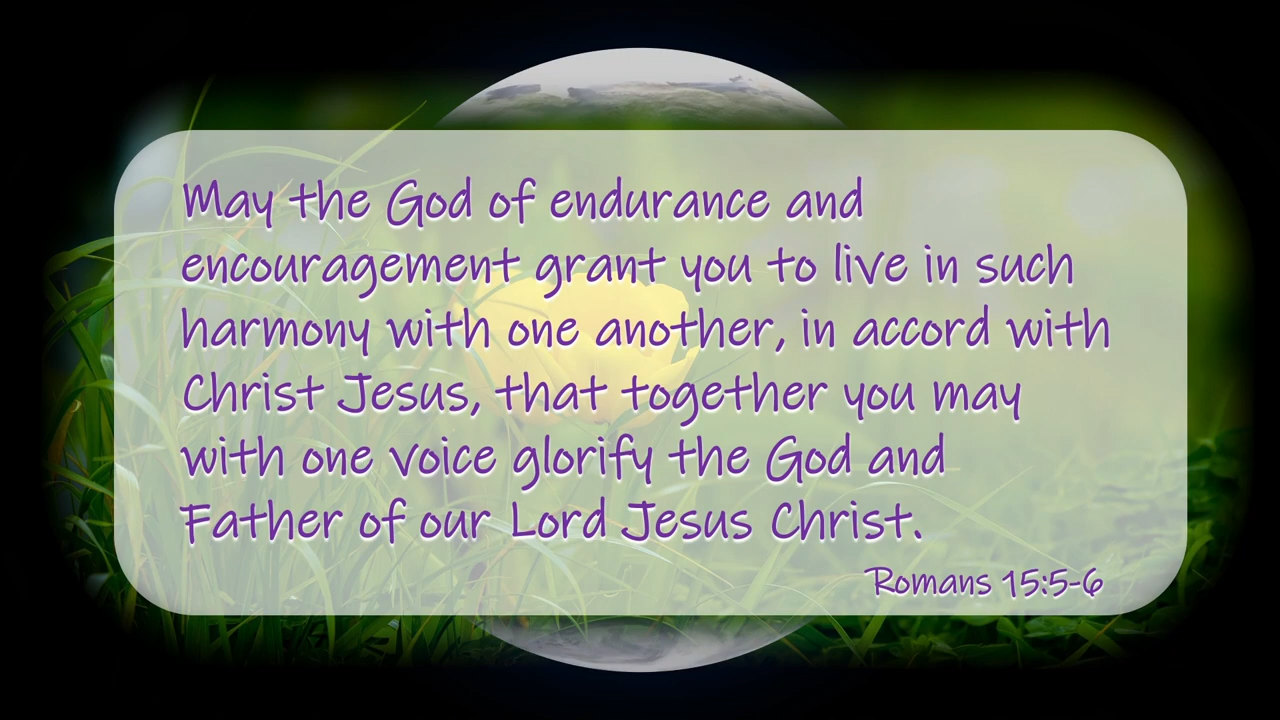 May the God of endurance and
encouragement grant you to live in such
harmony with one another, in accord with
Christ Jesus, that together you may
with one voice glorify the God and
Father of our Lord Jesus Christ.
Romans 15:5-6